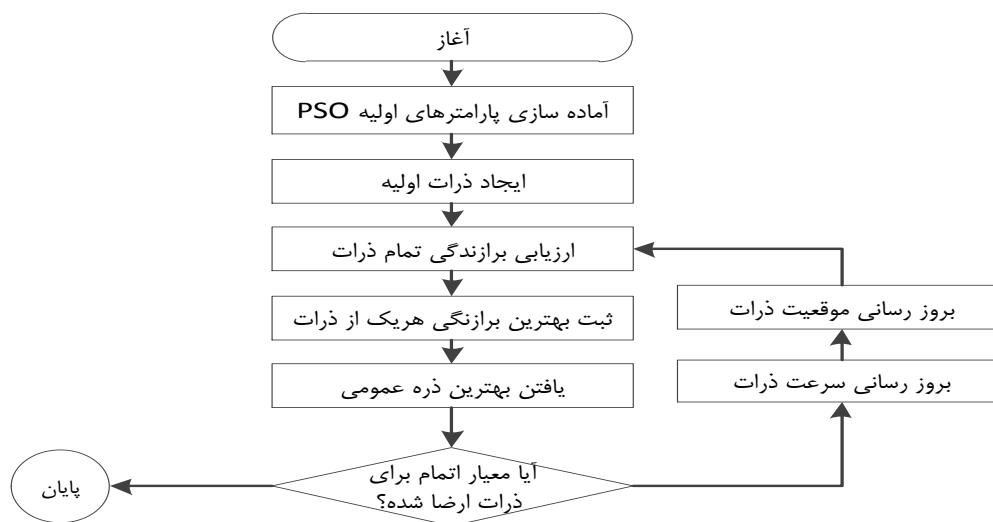 آغاز
آماده سازی پارامترهای اولیه PSO
ایجاد ذرات اولیه
ارزیابی برازندگی تمام ذرات
ثبت بهترین برازنگی هریک از ذرات
یافتن بهترین ذره عمومی
آیا معیار اتمام برای
ذرات ارضا شده؟
بروز رسانی سرعت ذرات
بروز رسانی موقعیت ذرات
پایان